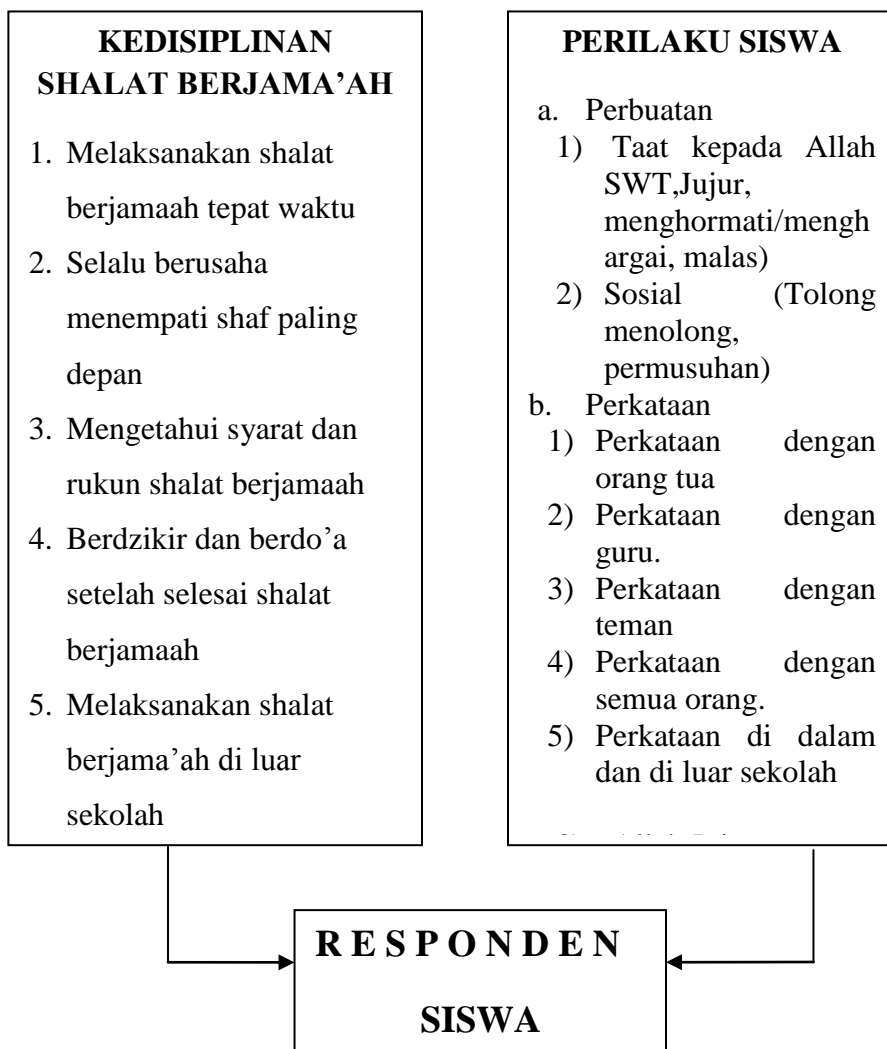 KEDISIPLINAN
SHALAT BERJAMA’AH
1. Melaksanakan shalat
berjamaah tepat waktu
2. Selalu berusaha
menempati shaf paling
depan
3. Mengetahui syarat dan
rukun shalat berjamaah
4. Berdzikir dan berdo’a
setelah selesai shalat
berjamaah
5. Melaksanakan shalat
berjama’ah di luar
sekolah
PERILAKU SISWA
a. Perbuatan
1) Taat kepada Allah
SWT,Jujur,
menghormati/mengh
argai, malas)
2) Sosial (Tolong
menolong,
permusuhan)
b. Perkataan
1) Perkataan dengan
orang tua
2) Perkataan dengan
guru.
3) Perkataan dengan
teman
4) Perkataan dengan
semua orang.
5) Perkataan di dalam
dan di luar sekolah
R E S P O N D E N
SISWA